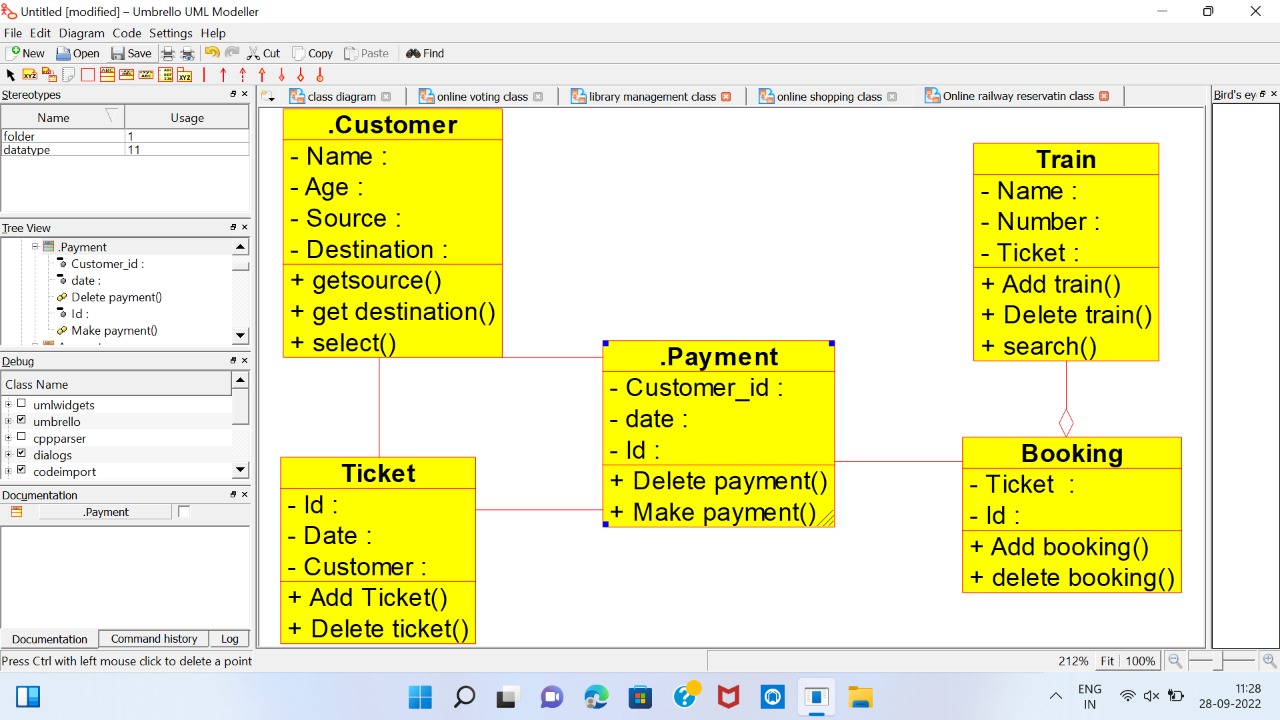 Untitled [modified] – Umbrello UML Modeller
File Edit Diagram Code Settings Help
New Open Save Cut Copy Paste Find
Stereotypes
Name Usage
folder 1
datatype 11
Tree View
.Payment
Customer_id :
date :
Delete payment()
Id :
Make payment()
Debug
Class Name
umlwidgets
umbrello
cppparser
dialogs
codeimport
Documentation
.Payment
Documentation Command history Log
Press Ctrl with left mouse click to delete a point
class diagram online voting class library management class online shopping class Online railway reservatin class
Bird's ey
.Customer
- Name :
- Age :
- Source :
- Destination :
+ getsource()
+ get destination()
+ select()
Train
- Name :
- Number :
- Ticket :
+ Add train()
+ Delete train()
+ search()
.Payment
- Customer_id :
- date :
- Id :
+ Delete payment()
+ Make payment()
Booking
- Ticket :
- Id :
+ Add booking()
+ delete booking()
Ticket
- Id :
- Date :
- Customer :
+ Add Ticket()
+ Delete ticket()
212% Fit 100%
ENG
IN
11:28
28-09-2022